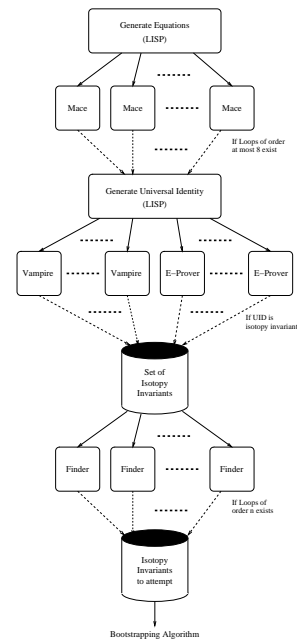 Generate Equations
(LISP)
Mace
Mace
Mace
If Loops of order
at most 8 exist
Generate Universal Identity
(LISP)
Vampire
Vampire
E–Prover
E–Prover
If UID is
isotopy invariant
Set of
Isotopy
Invariants
Finder
Finder
Finder
If Loops of
order n exists
Isotopy
Invariants
to attempt
Bootstrapping Algorithm